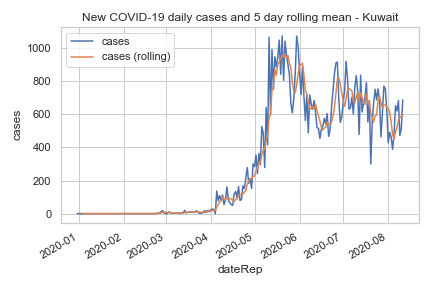 New COVID-19 daily cases and 5 day rolling mean - Kuwait
cases
cases (rolling)
1000
800
600
400
200
0
cases
2020-01
2020-02
2020-03
2020-04
2020-05
2020-06
2020-07
2020-08
dateRep